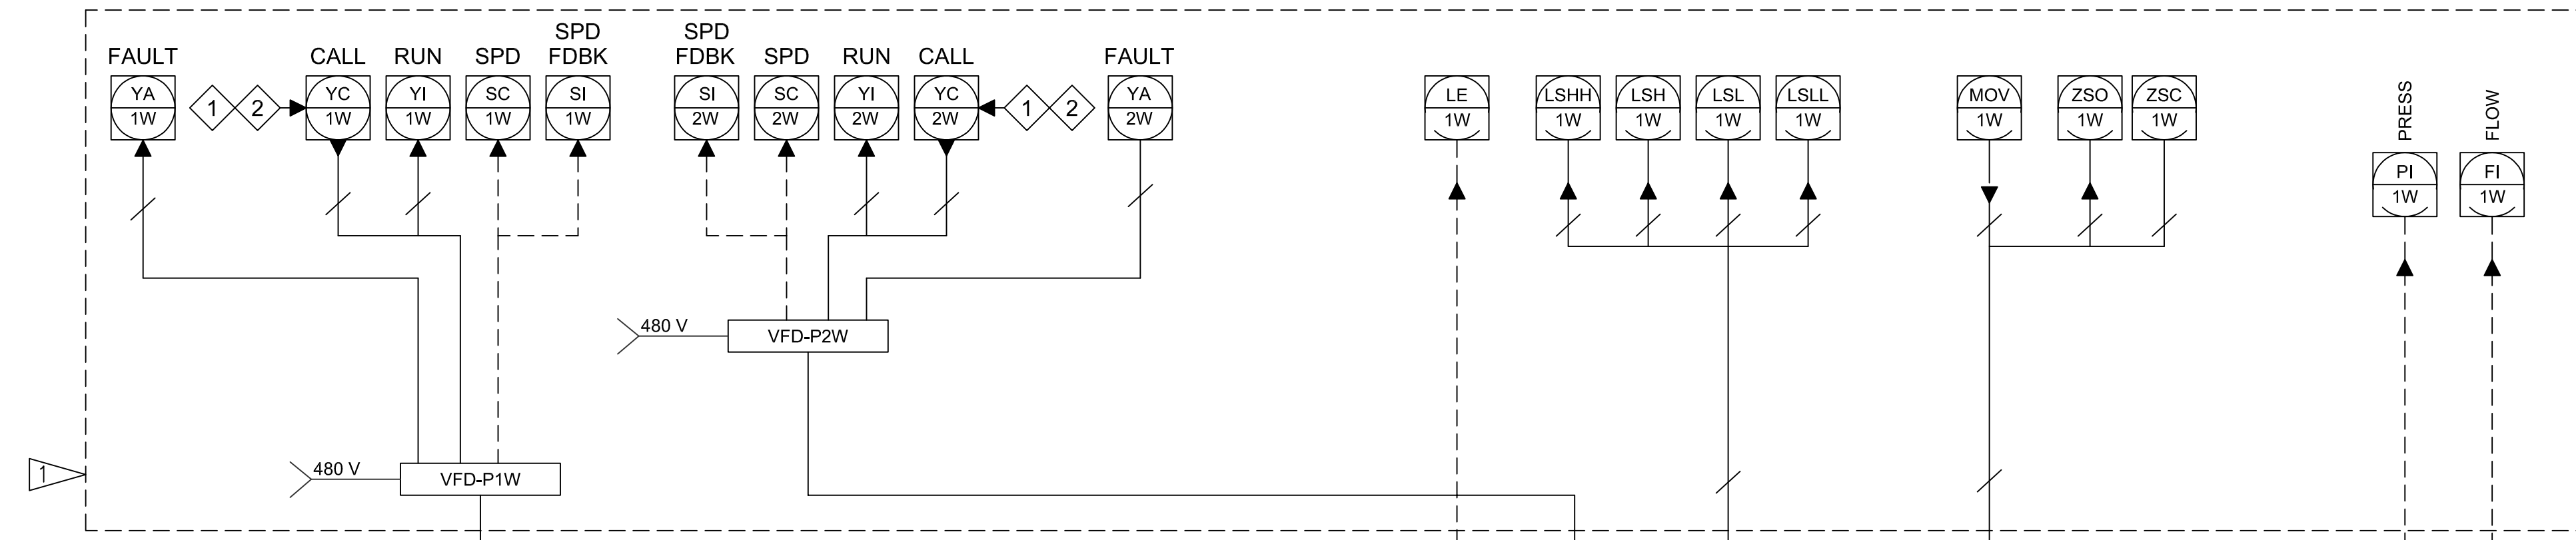 SPD
FDBK
SPD
FDBK
FAULT
CALL
RUN
SPD
SPD
RUN
CALL
FAULT
YA
1W
1
2
YC
1W
YI
1W
SC
1W
SI
1W
SI
2W
SC
2W
YI
2W
YC
2W
1
2
YA
2W
LE
1W
LSHH
1W
LSH
1W
LSL
1W
LSLL
1W
MOV
1W
ZSO
1W
ZSC
1W
PRESS
PI
1W
FLOW
FI
1W
480 V
VFD-P2W
1
480 V
VFD-P1W